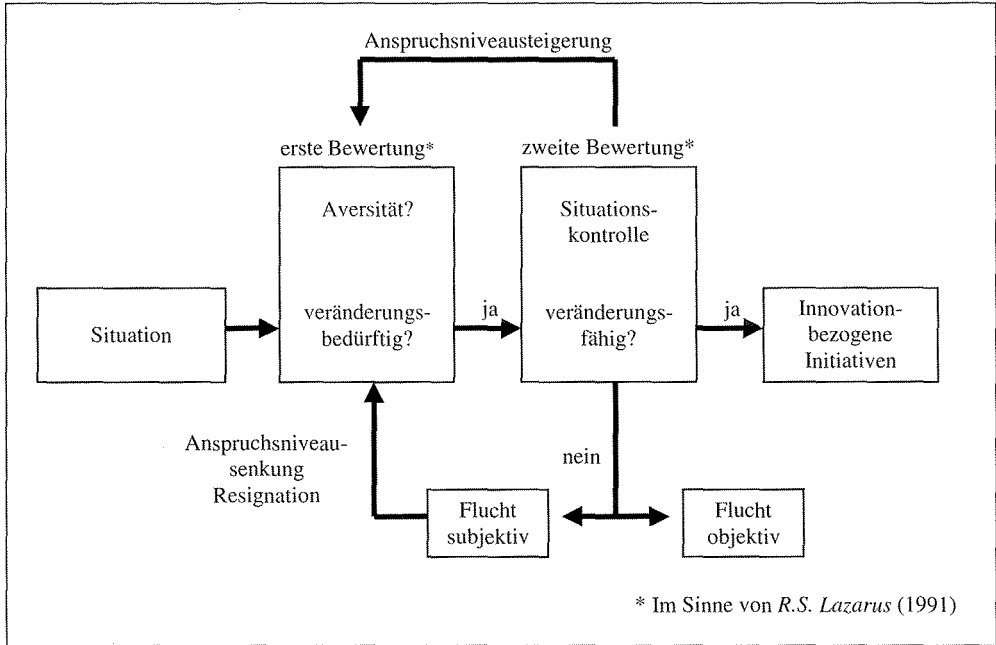 Anspruchsniveausteigerung
erste Bewertung*
zweite Bewertung*
Aversität?
Situations-
kontrolle
Situation
veränderungs-
bedürftig?
ja
veränderungs-
fähig?
ja
Innovation-
bezogene
Initiativen
Anspruchsniveau-
senkung
Resignation
nein
Flucht
subjektiv
Flucht
objektiv
* Im Sinne von R.S. Lazarus (1991)